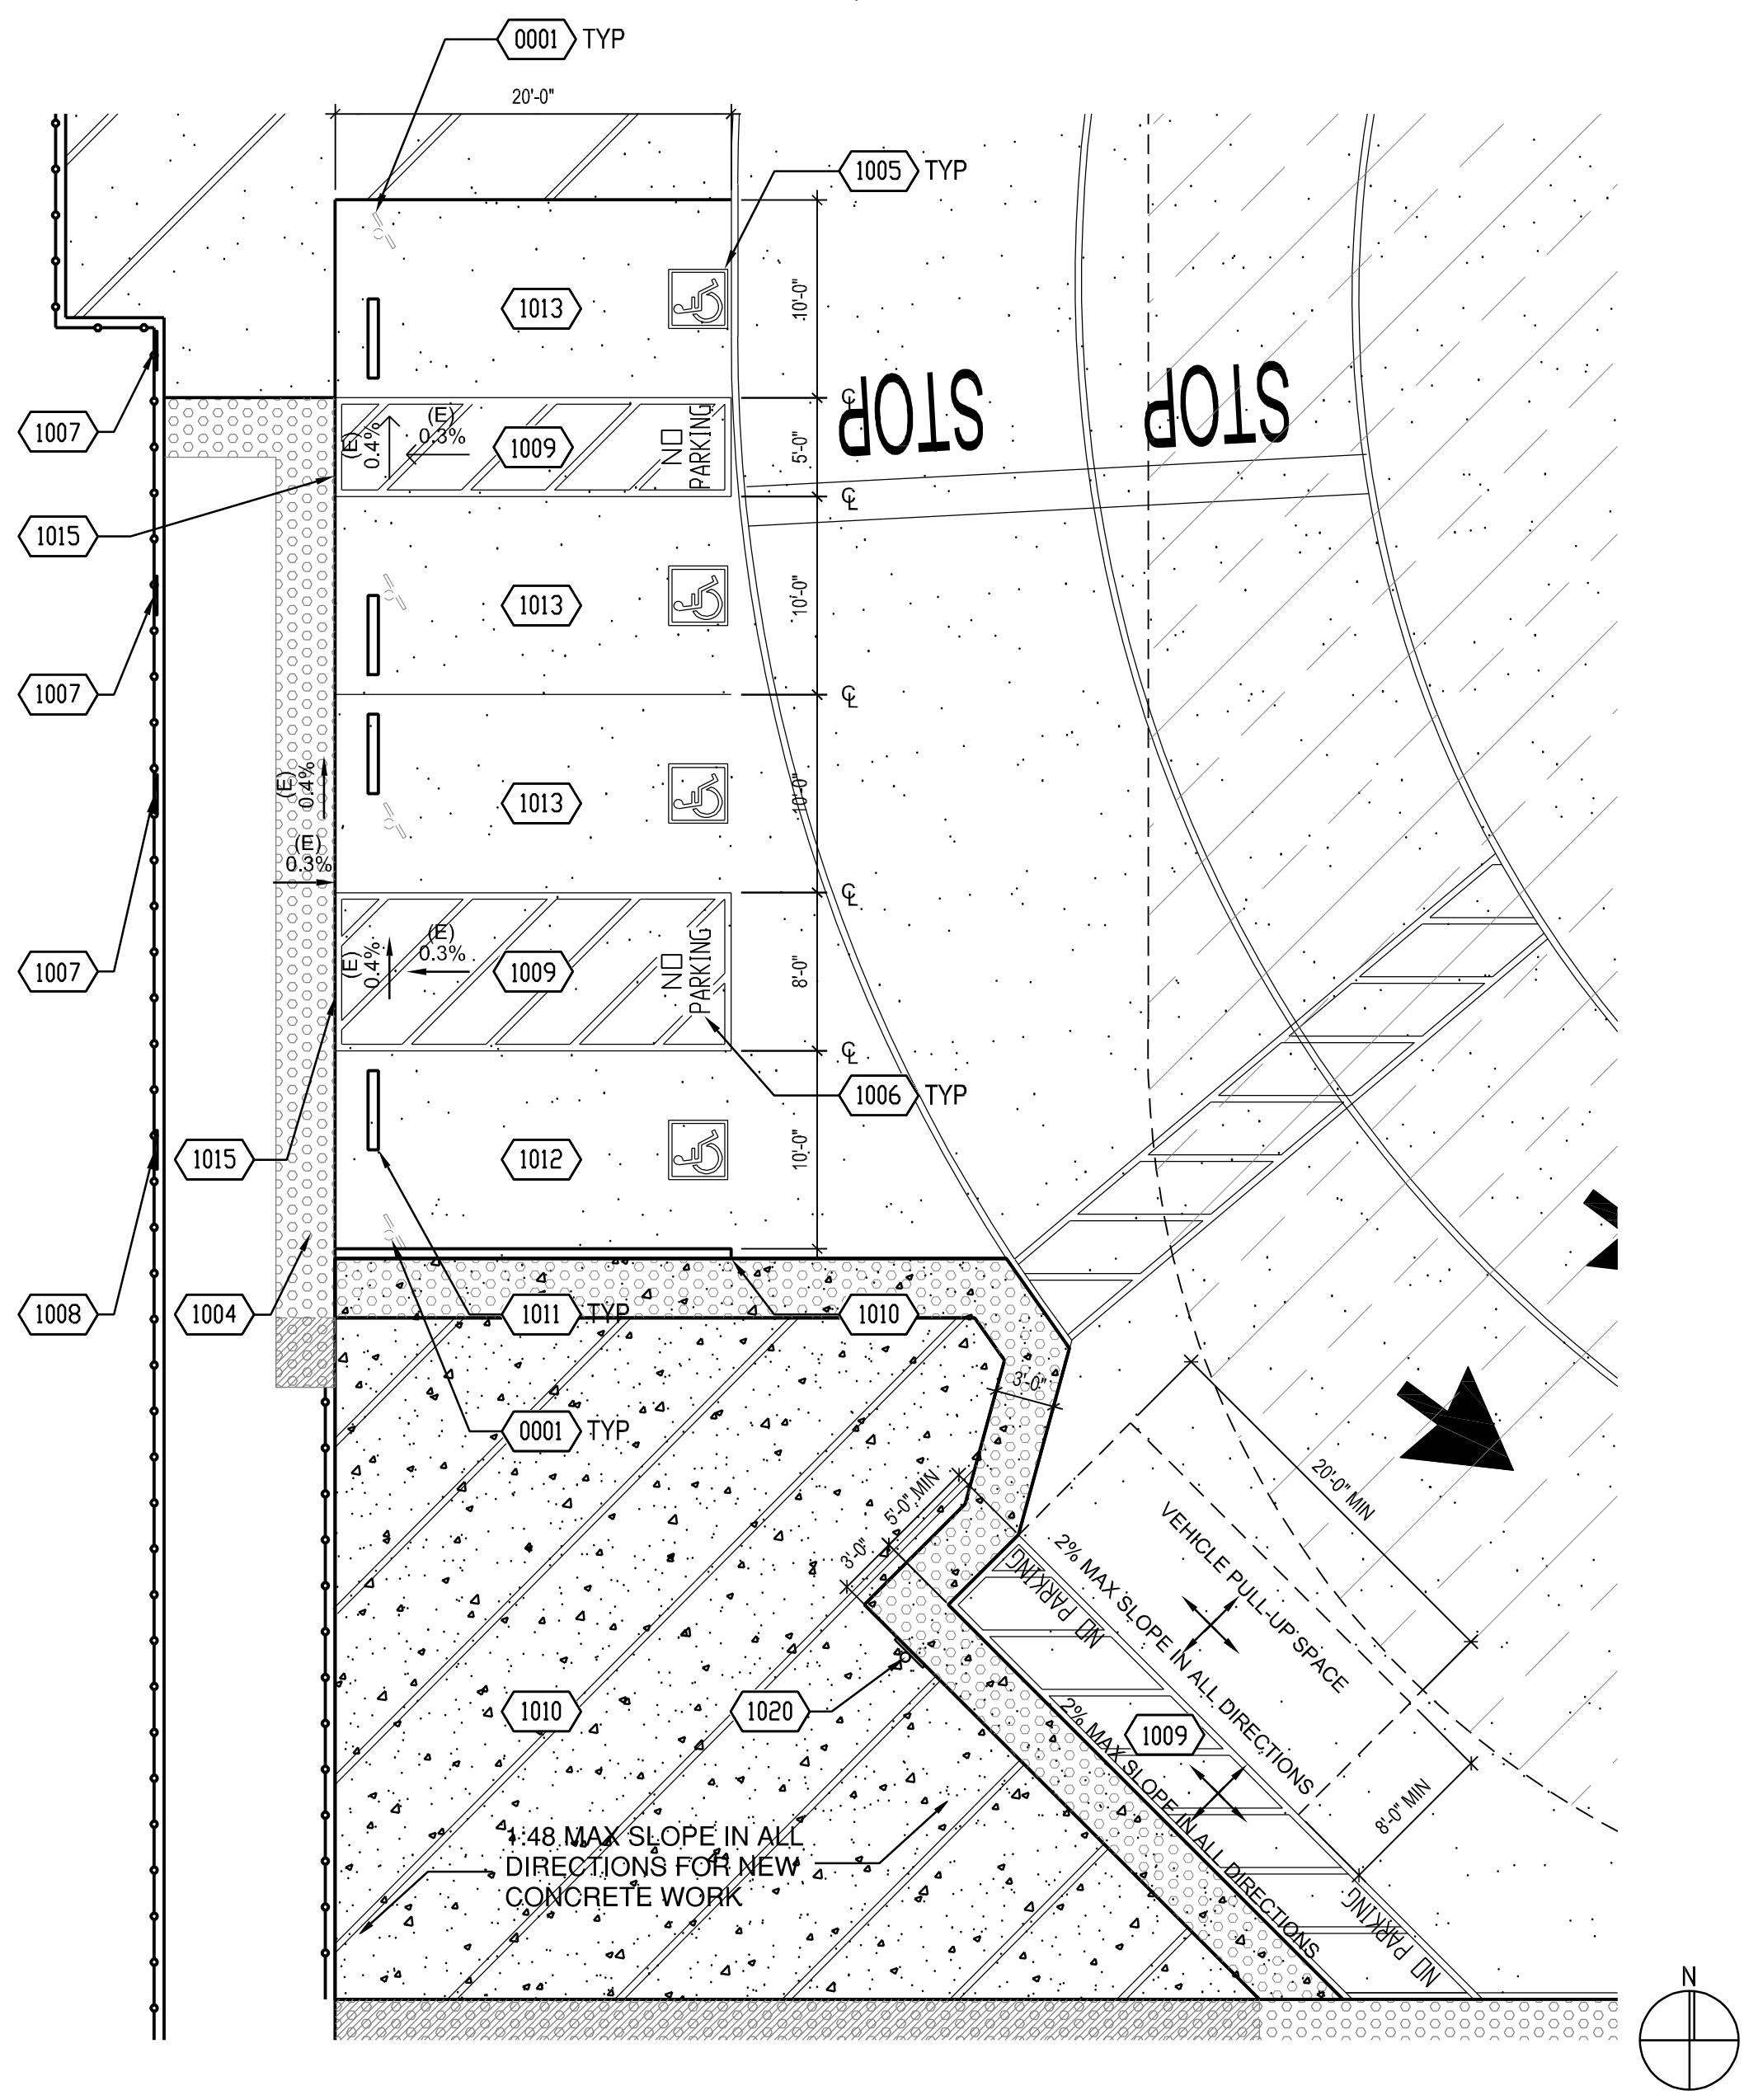 0001 TYP
20'-0"
1005 TYP
10'-0"
1013
STOP
STOP
1007
(E)
0.4%
(E)
0.3%
1009
NO
PARKING
5'-0"
℄
℄
1015
1013
10'-0"
1007
℄
(E)
0.4%
1013
10'-0"
(E)
0.3%
℄
1007
(E)
0.4%
(E)
0.3%
1009
NO
PARKING
8'-0"
℄
1006 TYP
1015
1012
10'-0"
1008
1004
1011 TYP
1010
3'-0"
0001 TYP
5'-0" MIN
3'-0"
20'-0" MIN
VEHICLE PULL-UP SPACE
2% MAX SLOPE IN ALL DIRECTIONS
NO PARKING
1010
1020
1009
2% MAX SLOPE IN ALL DIRECTIONS
8'-0" MIN
1:48 MAX SLOPE IN ALL
DIRECTIONS FOR NEW
CONCRETE WORK
NO PARKING
N